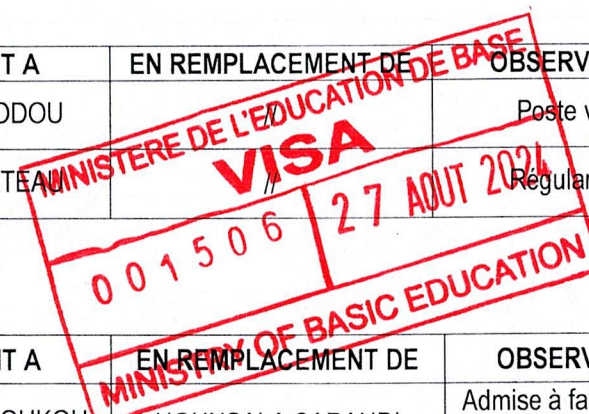 T A EN REMPLACEMENT DE OBSERV
ODOU // Poste v
TEAU // Régular
MINISTERE DE L'EDUCATION DE BASE
VISA
001506 27 AOUT 2024
MINISTRY OF BASIC EDUCATION
T A EN REMPLACEMENT DE OBSERV
Admise à fa